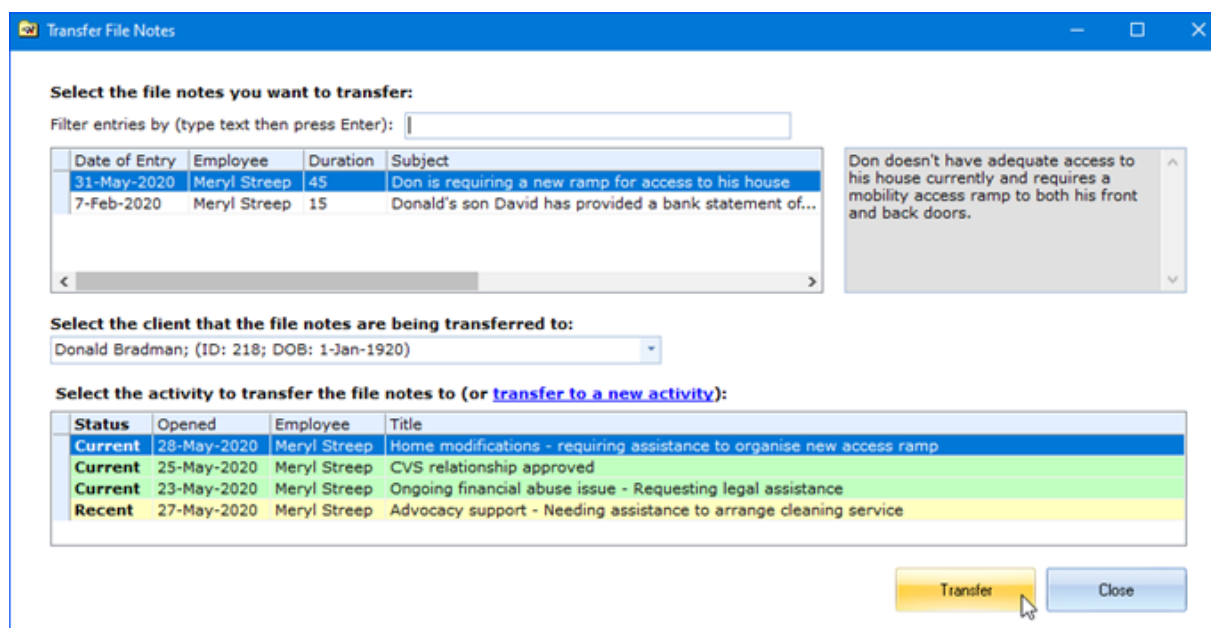 Transfer File Notes
Select the file notes you want to transfer:
Filter entries by (type text then press Enter):
Date of Entry Employee Duration Subject
31-May-2020 Meryl Streep 45 Don is requiring a new ramp for access to his house
7-Feb-2020 Meryl Streep 15 Donald's son David has provided a bank statement of...
Don doesn't have adequate access to
his house currently and requires a
mobility access ramp to both his front
and back doors.
Select the client that the file notes are being transferred to:
Donald Bradman; (ID: 218; DOB: 1-Jan-1920)
Select the activity to transfer the file notes to (or transfer to a new activity):
Status Opened Employee Title
Current 28-May-2020 Meryl Streep Home modifications - requiring assistance to organise new access ramp
Current 25-May-2020 Meryl Streep CVS relationship approved
Current 23-May-2020 Meryl Streep Ongoing financial abuse issue - Requesting legal assistance
Recent 27-May-2020 Meryl Streep Advocacy support - Needing assistance to arrange cleaning service
Transfer Close